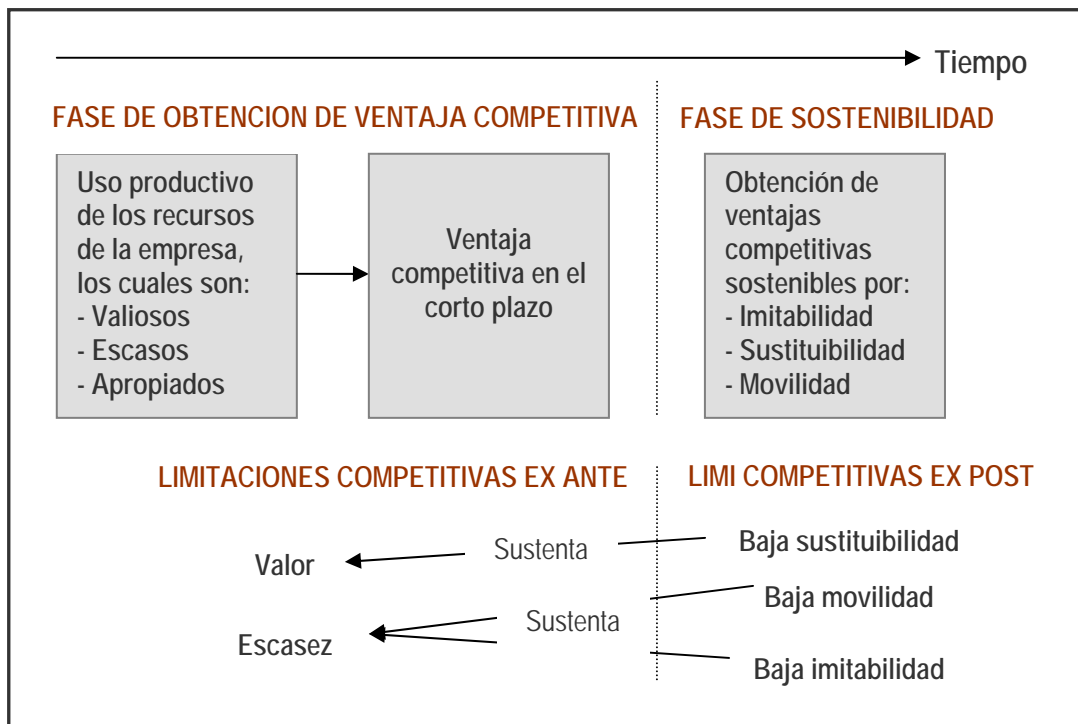 Tiempo
FASE DE OBTENCION DE VENTAJA COMPETITIVA
FASE DE SOSTENIBILIDAD
Uso productivo
de los recursos
de la empresa,
los cuales son:
- Valiosos
- Escasos
- Apropiados
Ventaja
competitiva en el
corto plazo
Obtención de
ventajas
competitivas
sostenibles por:
- Imitabilidad
- Sustituibilidad
- Movilidad
LIMITACIONES COMPETITIVAS EX ANTE
LIMI COMPETITIVAS EX POST
Valor
Sustenta
Baja sustituibilidad
Escasez
Sustenta
Baja movilidad
Baja imitabilidad